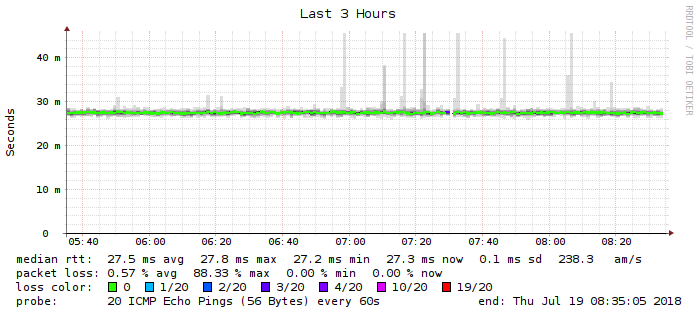 Last 3 Hours
RRDTOOL / TOBI OETIKER
Seconds
40 m
30 m
20 m
10 m
0
05:40 06:00 06:20 06:40 07:00 07:20 07:40 08:00 08:20
median rtt: 27.5 ms avg 27.8 ms max 27.2 ms min 27.3 ms now 0.1 ms sd 238.3 am/s
packet loss: 0.57 % avg 88.33 % max 0.00 % min 0.00 % now
loss color: 0 1/20 2/20 3/20 4/20 10/20 19/20
probe: 20 ICMP Echo Pings (56 Bytes) every 60s end: Thu Jul 19 08:35:05 2018